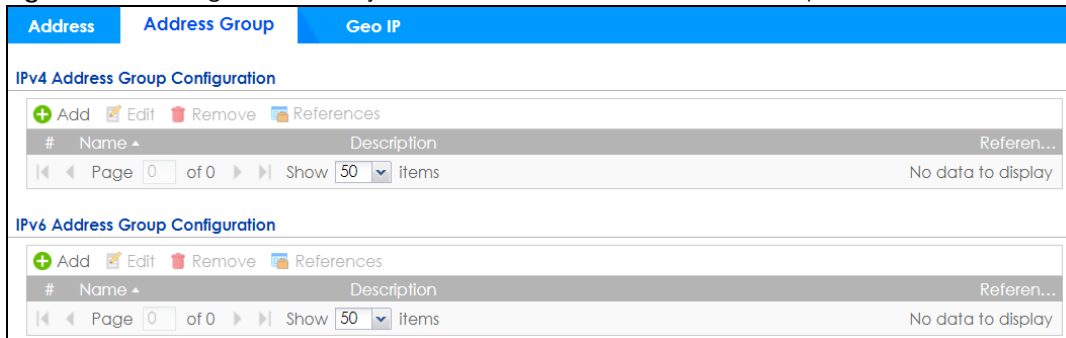 Address Address Group Geo IP
IPv4 Address Group Configuration
Add Edit Remove References
# Name Description Referen...
Page 0 of 0 Show 50 items No data to display
IPv6 Address Group Configuration
Add Edit Remove References
# Name Description Referen...
Page 0 of 0 Show 50 items No data to display